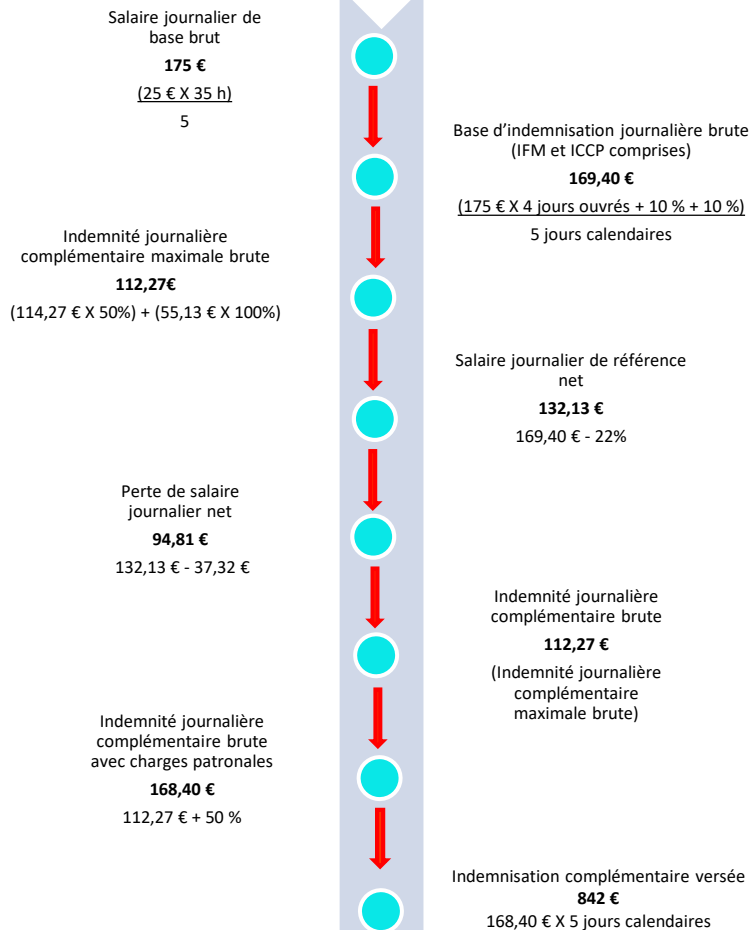 Salaire journalier de
base brut
175 €
(25 € X 35 h)
5
Base d’indemnisation journalière brute
(IFM et ICCP comprises)
169,40 €
(175 € X 4 jours ouvrés + 10 % + 10 %)
5 jours calendaires
Indemnité journalière
complémentaire maximale brute
112,27€
(114,27 € X 50%) + (55,13 € X 100%)
Salaire journalier de référence
net
132,13 €
169,40 € - 22%
Perte de salaire
journalier net
94,81 €
132,13 € - 37,32 €
Indemnité journalière
complémentaire brute
112,27 €
(Indemnité journalière
complémentaire
maximale brute)
Indemnité journalière
complémentaire brute
avec charges patronales
168,40 €
112,27 € + 50 %
Indemnisation complémentaire versée
842 €
168,40 € X 5 jours calendaires